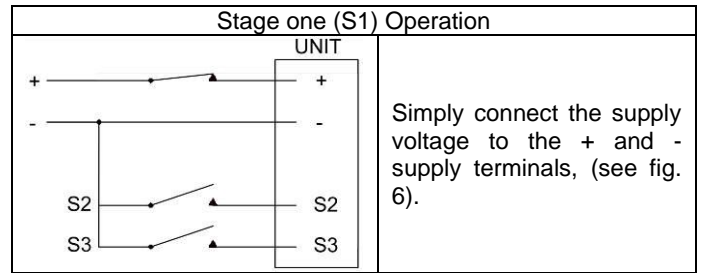 Stage one (S1) Operation
UNIT
+ +
- -
S2 S2
S3 S3
Simply connect the supply
voltage to the + and -
supply terminals, (see fig.
6).